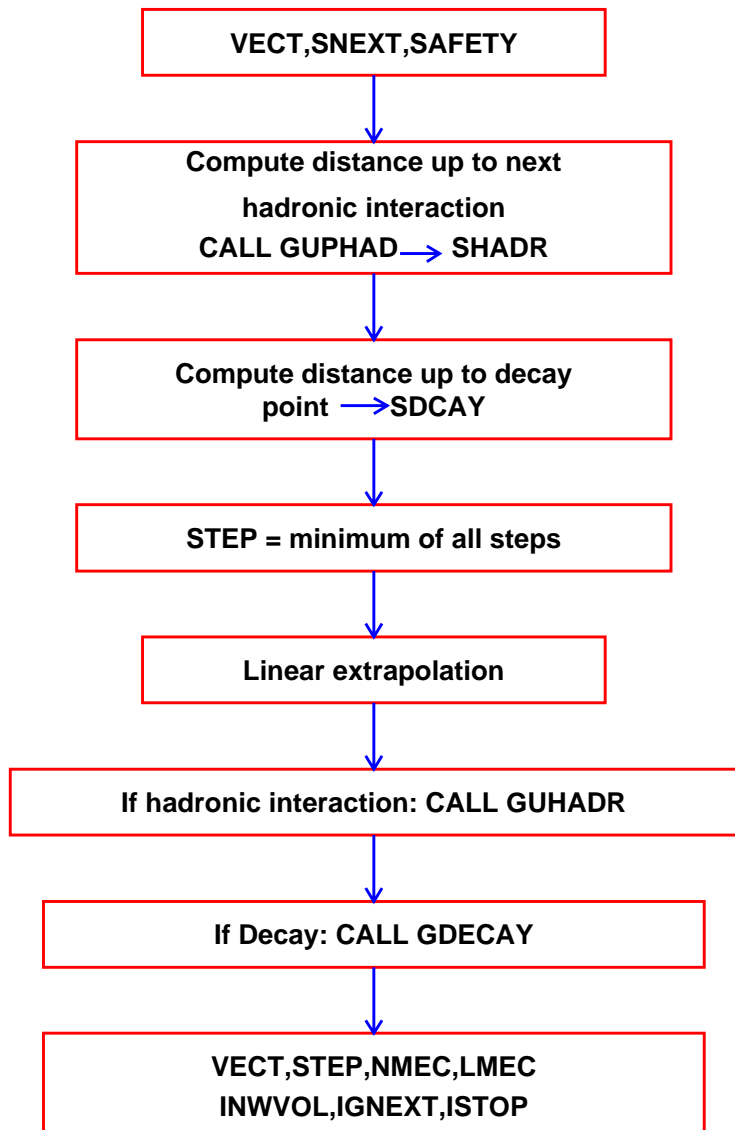 VECT,SNEXT,SAFETY
Compute distance up to next
hadronic interaction
CALL GUPHAD → SHADR
Compute distance up to decay
point → SDCAY
STEP = minimum of all steps
Linear extrapolation
If hadronic interaction: CALL GUHADR
If Decay: CALL GDECAY
VECT,STEP,NMEC,LMEC
INWVOL,IGNEXT,ISTOP